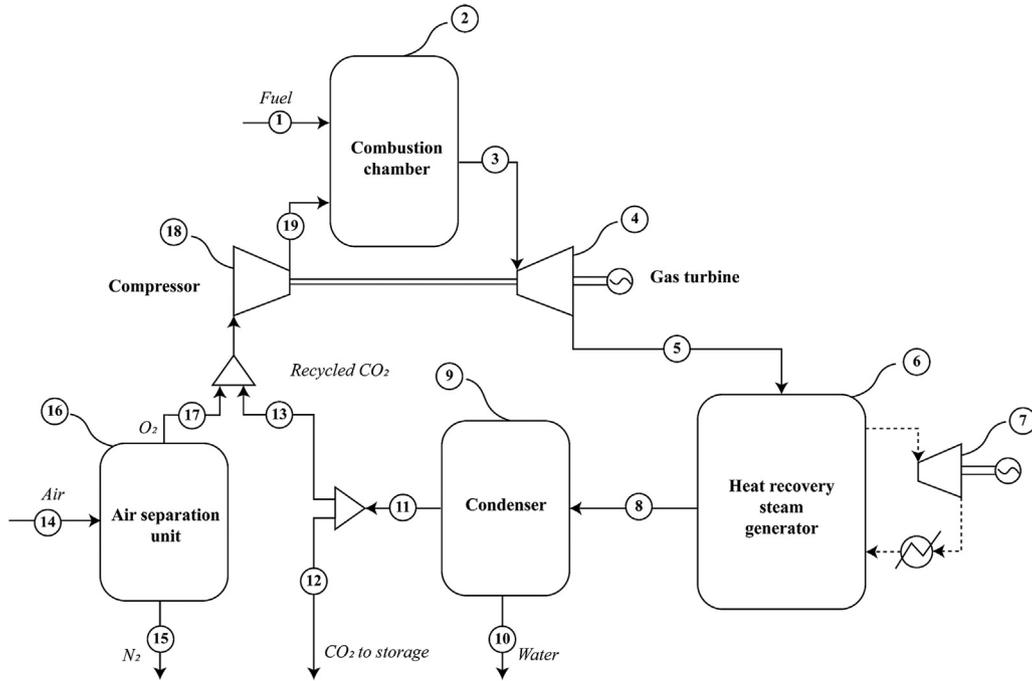 2
Fuel
1
Combustion
chamber
3
4
18
19
Compressor
Gas turbine
5
Recycled CO₂
9
6
16
O₂
17
13
7
Air
14
Air separation
unit
11
Condenser
8
Heat recovery
steam
generator
12
15
N₂
CO₂ to storage
10
Water